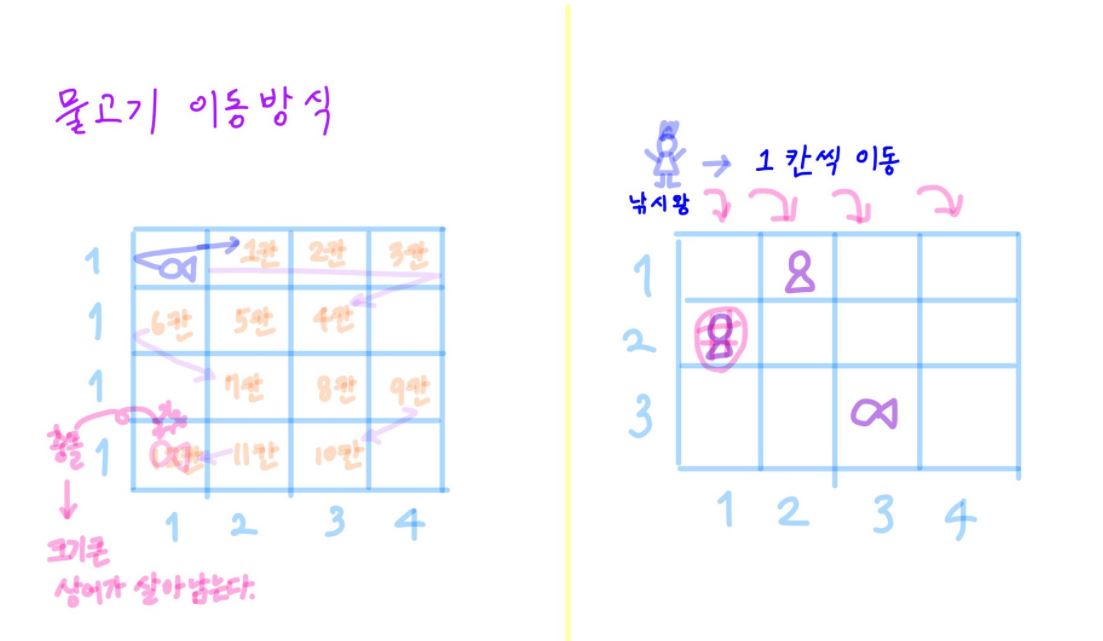 물고기 이동방식
1 1칸 2칸 3칸
1 6칸 5칸 4칸
1 7칸 8칸 9칸
충돌
1 11칸 10칸
1 2 3 4
크기큰
상어가 살아남는다.
→ 1칸씩 이동
낚시왕
1
2
3
1 2 3 4